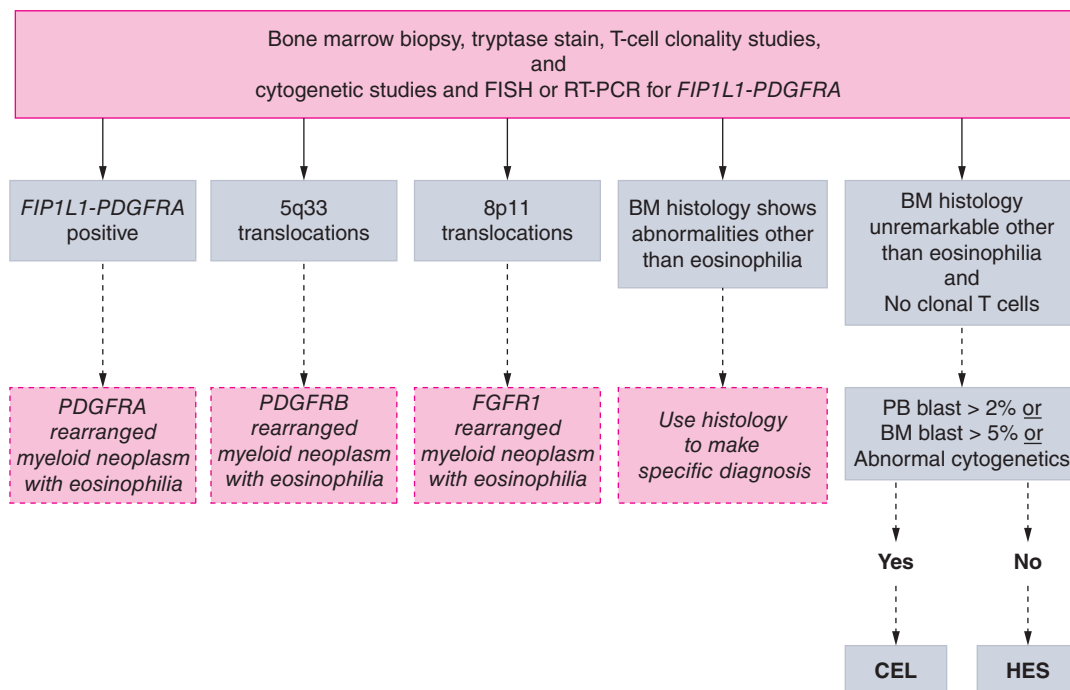 Bone marrow biopsy, tryptase stain, T-cell clonality studies,
and
cytogenetic studies and FISH or RT-PCR for FIP1L1-PDGFRA
FIP1L1-PDGFRA
positive
5q33
translocations
8p11
translocations
BM histology shows
abnormalities other
than eosinophilia
BM histology
unremarkable other
than eosinophilia
and
No clonal T cells
PDGFRA
rearranged
myeloid neoplasm
with eosinophilia
PDGFRB
rearranged
myeloid neoplasm
with eosinophilia
FGFR1
rearranged
myeloid neoplasm
with eosinophilia
Use histology
to make
specific diagnosis
PB blast > 2% or
BM blast > 5% or
Abnormal cytogenetics
Yes
No
CEL
HES